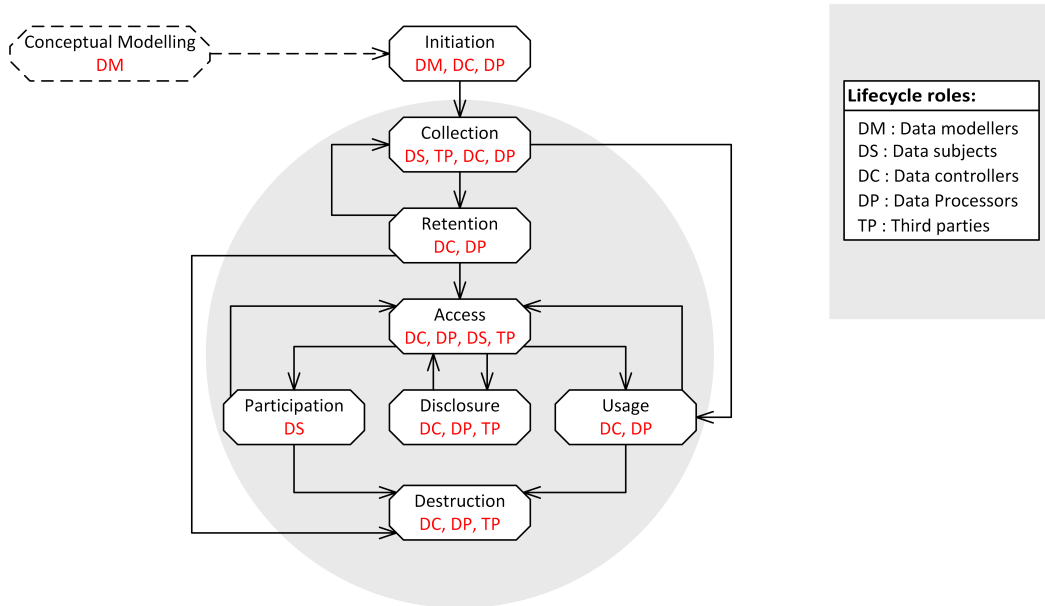 Conceptual Modelling
DM
Initiation
DM, DC, DP
Collection
DS, TP, DC, DP
Retention
DC, DP
Access
DC, DP, DS, TP
Participation
DS
Disclosure
DC, DP, TP
Usage
DC, DP
Destruction
DC, DP, TP
Lifecycle roles:
DM : Data modellers
DS : Data subjects
DC : Data controllers
DP : Data Processors
TP : Third parties